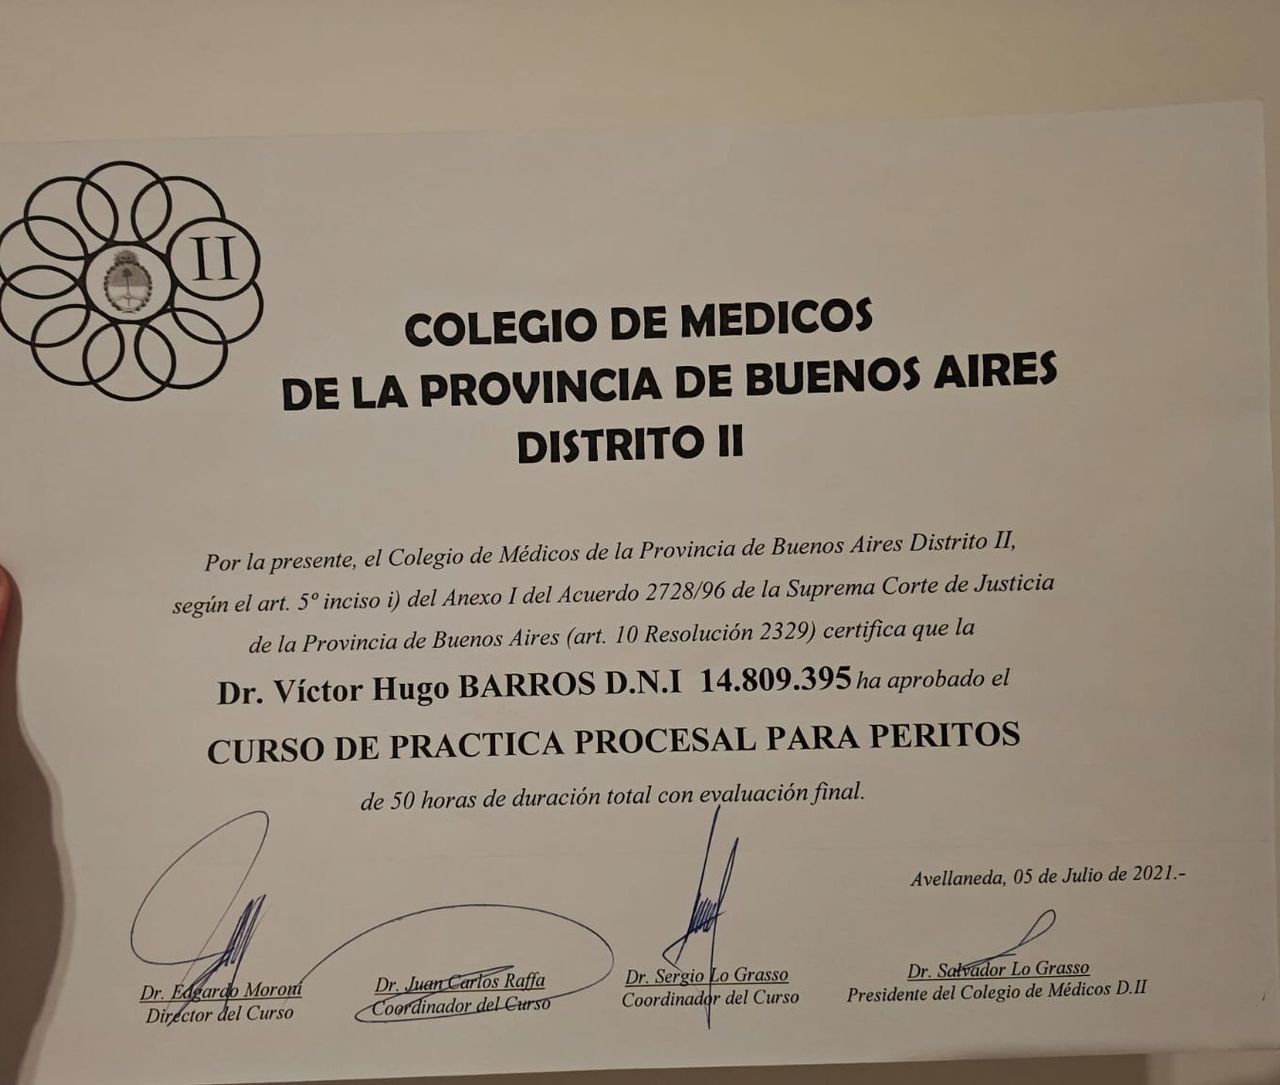 II
COLEGIO DE MEDICOS
DE LA PROVINCIA DE BUENOS AIRES
DISTRITO II
Por la presente, el Colegio de Médicos de la Provincia de Buenos Aires Distrito II,
según el art. 5º inciso i) del Anexo I del Acuerdo 2728/96 de la Suprema Corte de Justicia
de la Provincia de Buenos Aires (art. 10 Resolución 2329) certifica que la
Dr. Víctor Hugo BARROS D.N.I 14.809.395 ha aprobado el
CURSO DE PRACTICA PROCESAL PARA PERITOS
de 50 horas de duración total con evaluación final.
Avellaneda, 05 de Julio de 2021.-
Dr. Edgardo Moroni
Director del Curso
Dr. Juan Carlos Raffa
Coordinador del Curso
Dr. Sergio Lo Grasso
Coordinador del Curso
Dr. Salvador Lo Grasso
Presidente del Colegio de Médicos D.II